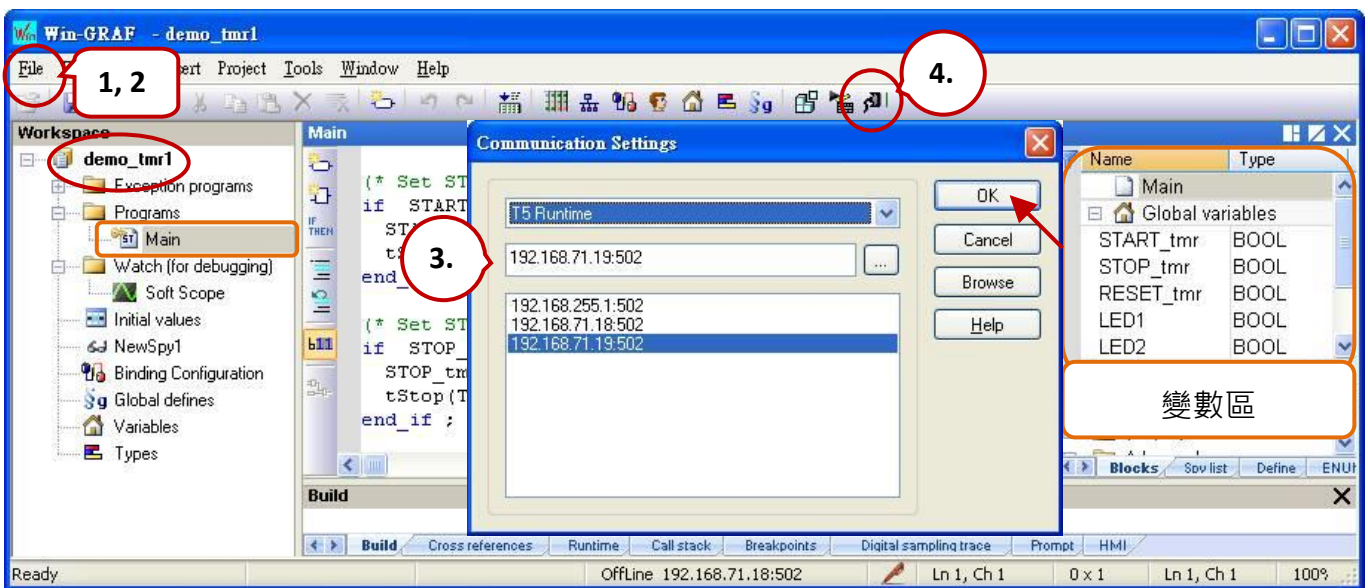 Win-GRAF - demo_tmr1
File ert Project Tools Window Help
1, 2
4.
Workspace
demo_tmr1
Exception programs
Programs
Main
Watch (for debugging)
Soft Scope
Initial values
NewSpy1
Binding Configuration
Global defines
Variables
Types
Main
IF
THEN
(* Set ST
if START
ST
tS
end_
(* Set ST
if STOP_
STOP_tm
tStop(T
end_if ;
Communication Settings
3.
T5 Runtime
192.168.71.19:502
...
192.168.255.1:502
192.168.71.18:502
192.168.71.19:502
OK
Cancel
Browse
Help
Name Type
Main
Global variables
START_tmr BOOL
STOP_tmr BOOL
RESET_tmr BOOL
LED1 BOOL
LED2 BOOL
變數區
Blocks Spy list Define ENU
Build
Build Cross references Runtime Call stack Breakpoints Digital sampling trace Prompt HMI
Ready OffLine 192.168.71.18:502 Ln 1, Ch 1 0 x 1 Ln 1, Ch 1 100%